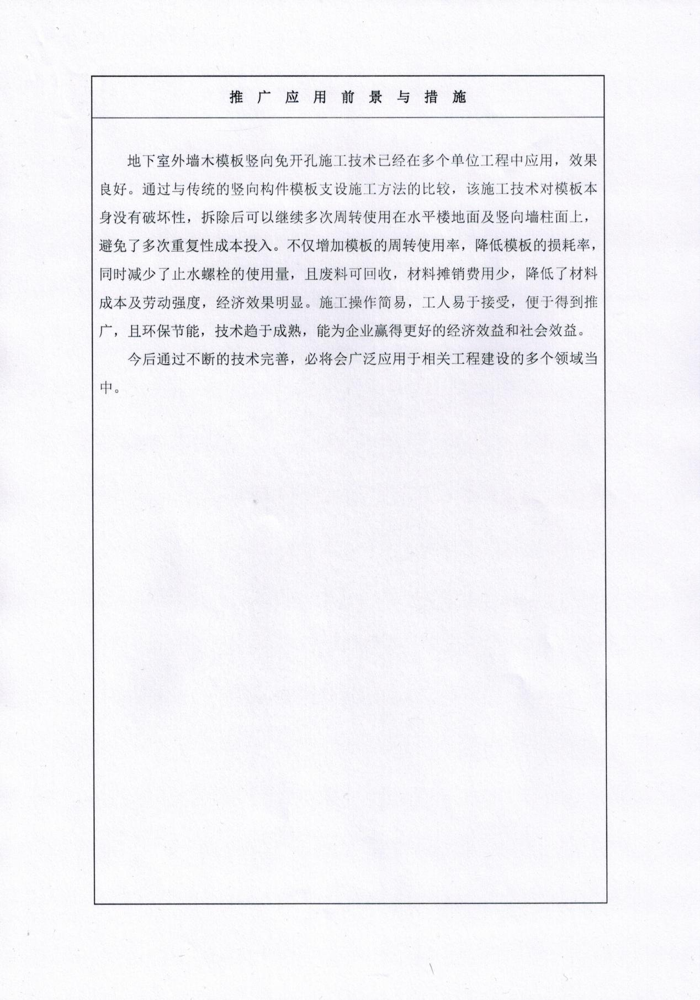 推广应用前景与措施
地下室外墙木模板竖向免开孔施工技术已经在多个单位工程中应用，效果
良好。通过与传统的竖向构件模板支设施工方法的比较，该施工技术对模板本
身没有破坏性，拆除后可以继续多次周转使用在水平楼地面及竖向墙柱面上，
避免了多次重复性成本投入。不仅增加模板的周转使用率，降低模板的损耗率，
同时减少了止水螺栓的使用量，且废料可回收，材料摊销费用少，降低了材料
成本及劳动强度，经济效果明显。施工操作简易，工人易于接受，便于得到推
广，且环保节能，技术趋于成熟，能为企业赢得更好的经济效益和社会效益。
今后通过不断的技术完善，必将会广泛应用于相关工程建设的多个领域当
中。